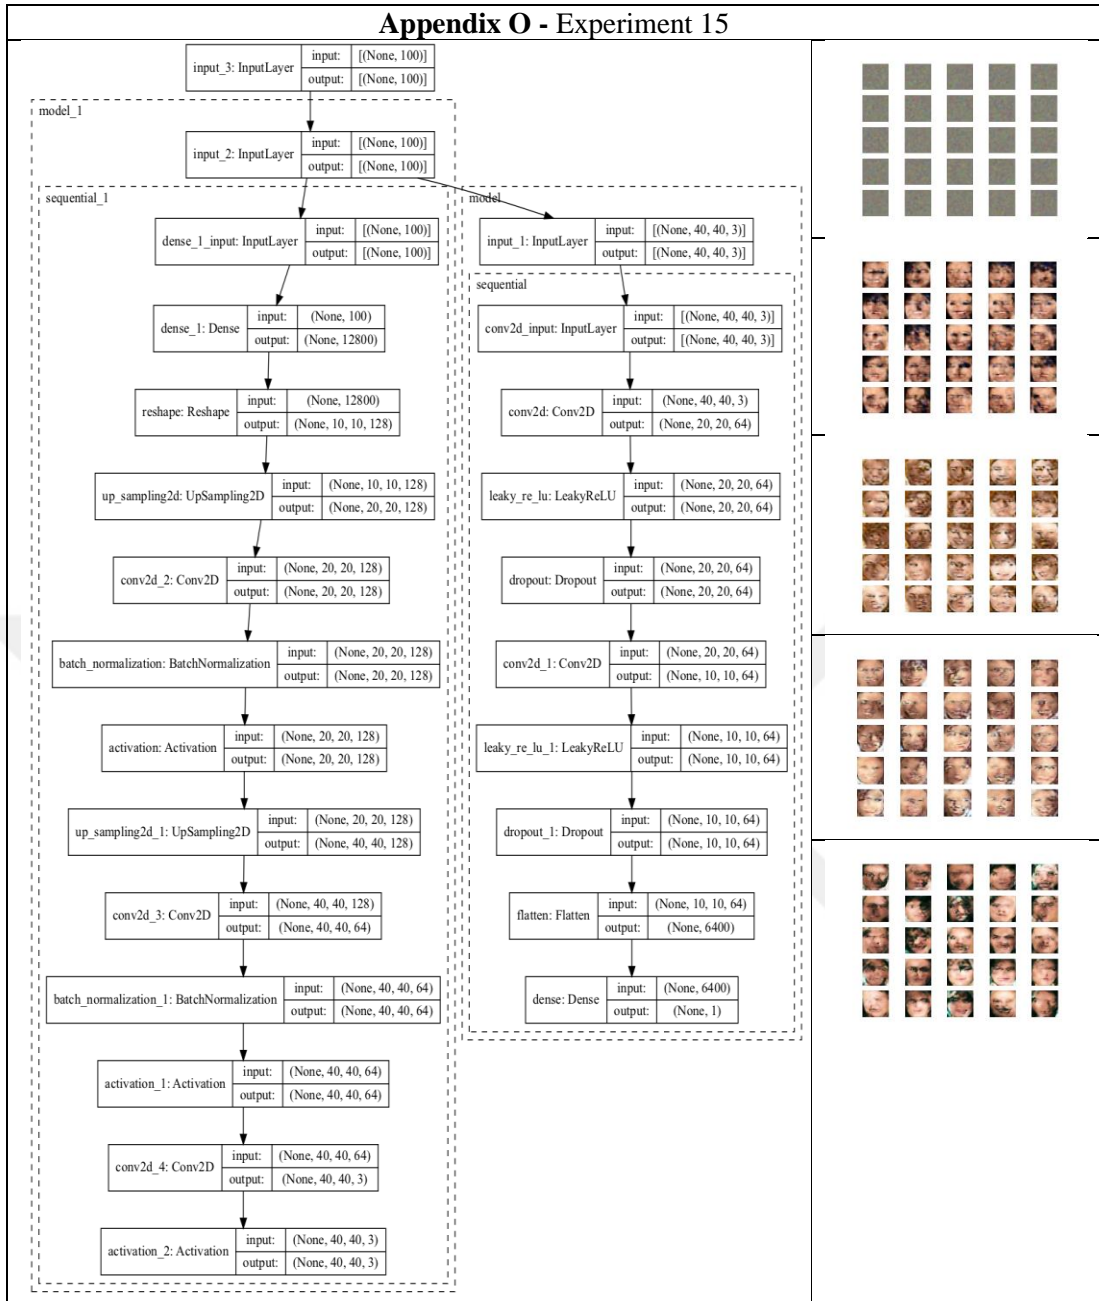 Appendix O - Experiment 15
input_3: InputLayer
input: [(None, 100)]
output: [(None, 100)]
model_1
input_2: InputLayer
input: [(None, 100)]
output: [(None, 100)]
sequential_1
dense_1_input: InputLayer
input: [(None, 100)]
output: [(None, 100)]
dense_1: Dense
input: (None, 100)
output: (None, 12800)
reshape: Reshape
input: (None, 12800)
output: (None, 10, 10, 128)
up_sampling2d: UpSampling2D
input: (None, 10, 10, 128)
output: (None, 20, 20, 128)
conv2d_2: Conv2D
input: (None, 20, 20, 128)
output: (None, 20, 20, 128)
batch_normalization: BatchNormalization
input: (None, 20, 20, 128)
output: (None, 20, 20, 128)
activation: Activation
input: (None, 20, 20, 128)
output: (None, 20, 20, 128)
up_sampling2d_1: UpSampling2D
input: (None, 20, 20, 128)
output: (None, 40, 40, 128)
conv2d_3: Conv2D
input: (None, 40, 40, 128)
output: (None, 40, 40, 64)
batch_normalization_1: BatchNormalization
input: (None, 40, 40, 64)
output: (None, 40, 40, 64)
activation_1: Activation
input: (None, 40, 40, 64)
output: (None, 40, 40, 64)
conv2d_4: Conv2D
input: (None, 40, 40, 64)
output: (None, 40, 40, 3)
activation_2: Activation
input: (None, 40, 40, 3)
output: (None, 40, 40, 3)
model
input_1: InputLayer
input: [(None, 40, 40, 3)]
output: [(None, 40, 40, 3)]
sequential
conv2d_input: InputLayer
input: [(None, 40, 40, 3)]
output: [(None, 40, 40, 3)]
conv2d: Conv2D
input: (None, 40, 40, 3)
output: (None, 20, 20, 64)
leaky_re_lu: LeakyReLU
input: (None, 20, 20, 64)
output: (None, 20, 20, 64)
dropout: Dropout
input: (None, 20, 20, 64)
output: (None, 20, 20, 64)
conv2d_1: Conv2D
input: (None, 20, 20, 64)
output: (None, 10, 10, 64)
leaky_re_lu_1: LeakyReLU
input: (None, 10, 10, 64)
output: (None, 10, 10, 64)
dropout_1: Dropout
input: (None, 10, 10, 64)
output: (None, 10, 10, 64)
flatten: Flatten
input: (None, 10, 10, 64)
output: (None, 6400)
dense: Dense
input: (None, 6400)
output: (None, 1)